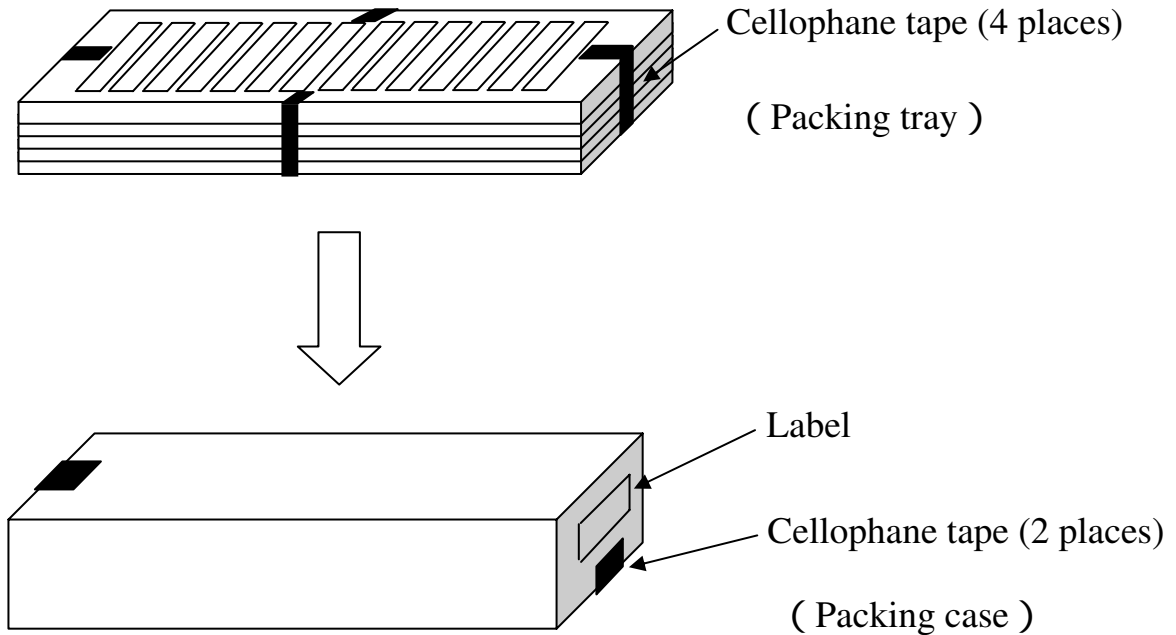 Cellophane tape (4 places)
( Packing tray )
Label
Cellophane tape (2 places)
( Packing case )